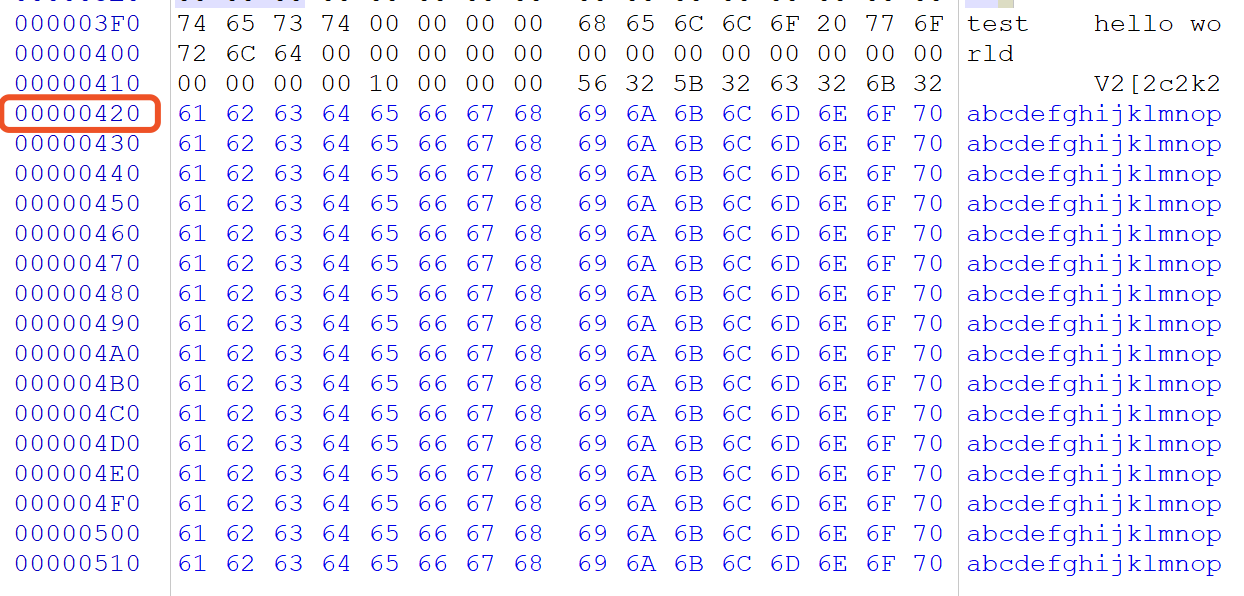 000003F0 74 65 73 74 00 00 00 00 68 65 6C 6C 6F 20 77 6F test hello wo
00000400 72 6C 64 00 00 00 00 00 00 00 00 00 00 00 00 00 rld
00000410 00 00 00 00 10 00 00 00 56 32 5B 32 63 32 6B 32 V2[2c2k2
00000420 61 62 63 64 65 66 67 68 69 6A 6B 6C 6D 6E 6F 70 abcdefghijklmnop
00000430 61 62 63 64 65 66 67 68 69 6A 6B 6C 6D 6E 6F 70 abcdefghijklmnop
00000440 61 62 63 64 65 66 67 68 69 6A 6B 6C 6D 6E 6F 70 abcdefghijklmnop
00000450 61 62 63 64 65 66 67 68 69 6A 6B 6C 6D 6E 6F 70 abcdefghijklmnop
00000460 61 62 63 64 65 66 67 68 69 6A 6B 6C 6D 6E 6F 70 abcdefghijklmnop
00000470 61 62 63 64 65 66 67 68 69 6A 6B 6C 6D 6E 6F 70 abcdefghijklmnop
00000480 61 62 63 64 65 66 67 68 69 6A 6B 6C 6D 6E 6F 70 abcdefghijklmnop
00000490 61 62 63 64 65 66 67 68 69 6A 6B 6C 6D 6E 6F 70 abcdefghijklmnop
000004A0 61 62 63 64 65 66 67 68 69 6A 6B 6C 6D 6E 6F 70 abcdefghijklmnop
000004B0 61 62 63 64 65 66 67 68 69 6A 6B 6C 6D 6E 6F 70 abcdefghijklmnop
000004C0 61 62 63 64 65 66 67 68 69 6A 6B 6C 6D 6E 6F 70 abcdefghijklmnop
000004D0 61 62 63 64 65 66 67 68 69 6A 6B 6C 6D 6E 6F 70 abcdefghijklmnop
000004E0 61 62 63 64 65 66 67 68 69 6A 6B 6C 6D 6E 6F 70 abcdefghijklmnop
000004F0 61 62 63 64 65 66 67 68 69 6A 6B 6C 6D 6E 6F 70 abcdefghijklmnop
00000500 61 62 63 64 65 66 67 68 69 6A 6B 6C 6D 6E 6F 70 abcdefghijklmnop
00000510 61 62 63 64 65 66 67 68 69 6A 6B 6C 6D 6E 6F 70 abcdefghijklmnop